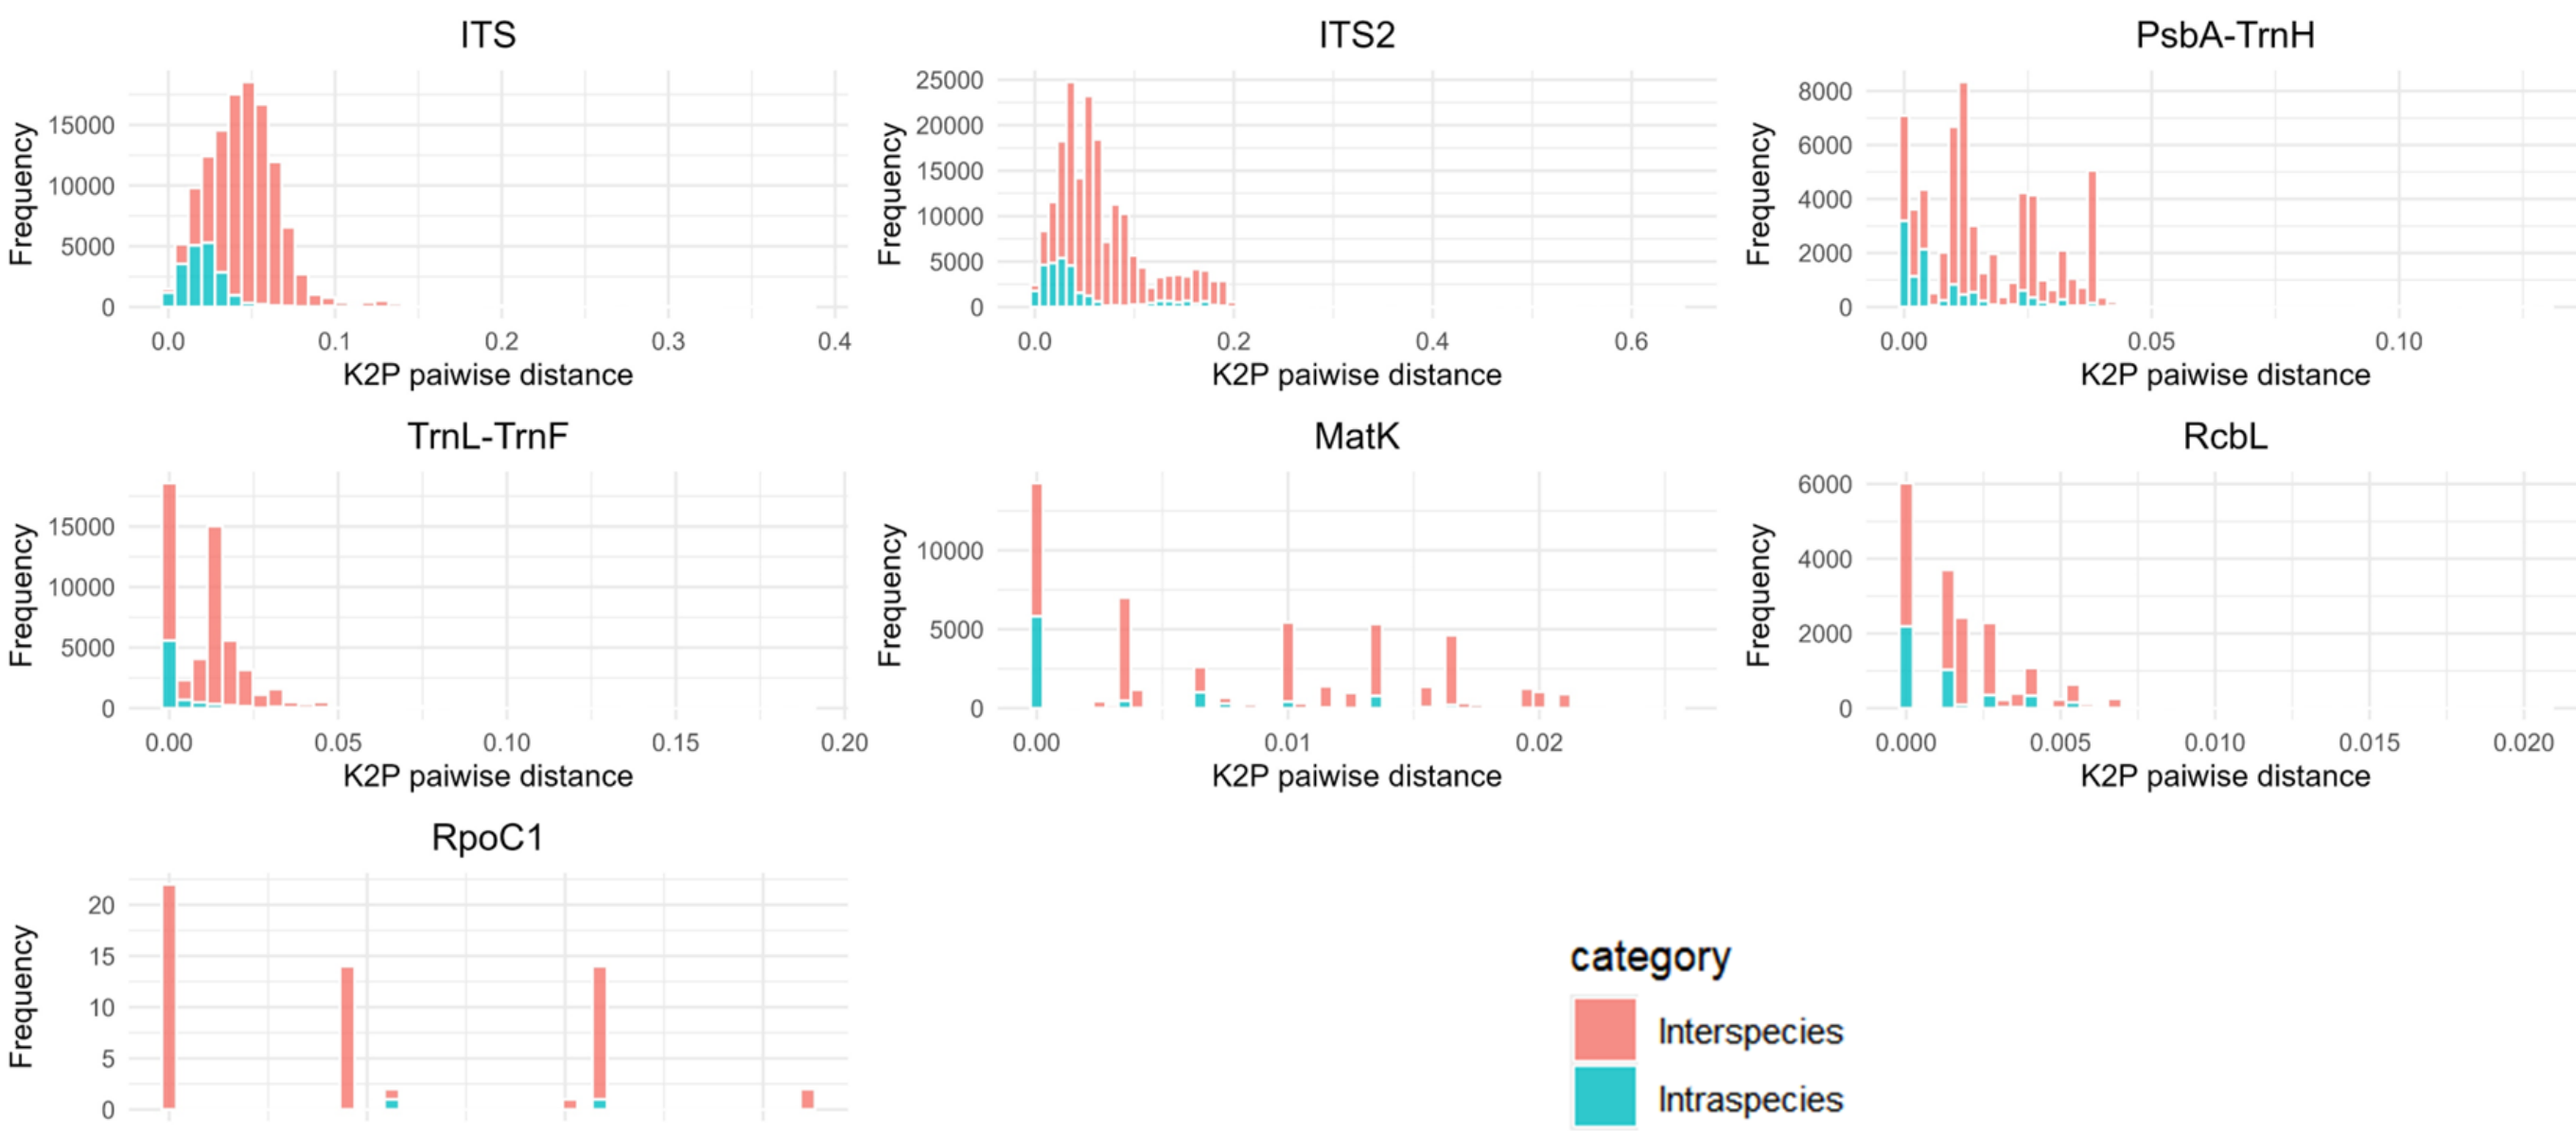 ITS
ITS2
PsbA-TrnH
Frequency
15000
10000
5000
0
0.0 0.1 0.2 0.3 0.4
K2P paiwise distance
Frequency
25000
20000
15000
10000
5000
0
0.0 0.2 0.4 0.6
K2P paiwise distance
Frequency
8000
6000
4000
2000
0
0.00 0.05 0.10
K2P paiwise distance
TrnL-TrnF
MatK
RcbL
Frequency
15000
10000
5000
0
0.00 0.05 0.10 0.15 0.20
K2P paiwise distance
Frequency
10000
5000
0
0.00 0.01 0.02
K2P paiwise distance
Frequency
6000
4000
2000
0
0.000 0.005 0.010 0.015 0.020
K2P paiwise distance
RpoC1
Frequency
20
15
10
5
0
category
Interspecies
Intraspecies